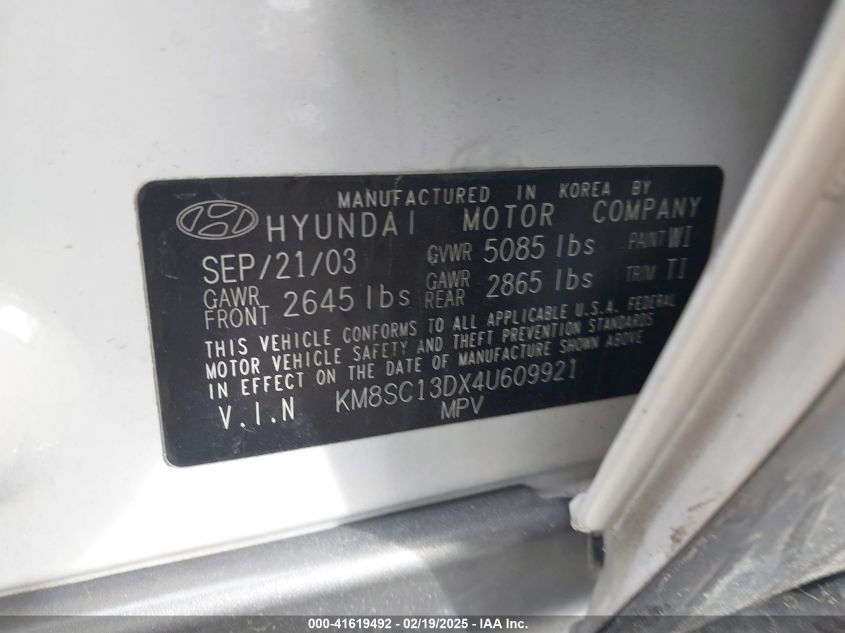 MANUFACTURED IN KOREA BY
HYUNDAI MOTOR COMPANY
SEP/21/03 GVWR 5085 lbs PAINT WI
GAWR FRONT 2645 lbs GAWR REAR 2865 lbs TRIM TI
THIS VEHICLE CONFORMS TO ALL APPLICABLE U.S.A. FEDERAL
MOTOR VEHICLE SAFETY AND THEFT PREVENTION STANDARDS
IN EFFECT ON THE DATE OF MANUFACTURE SHOWN ABOVE
V.I.N KM8SC13DX4U609921
MPV
000-41619492 - 02/19/2025 - IAA Inc.